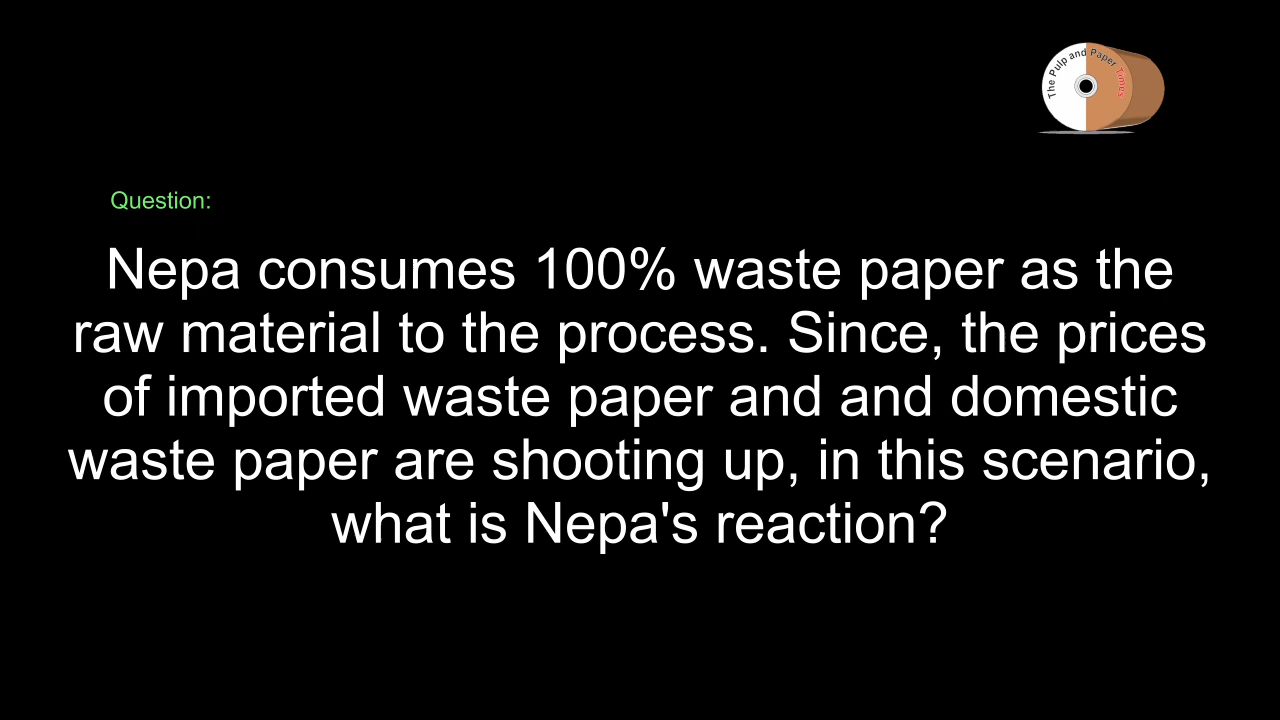 The Pulp and Paper Times
Question:
Nepa consumes 100% waste paper as the
raw material to the process. Since, the prices
of imported waste paper and and domestic
waste paper are shooting up, in this scenario,
what is Nepa's reaction?